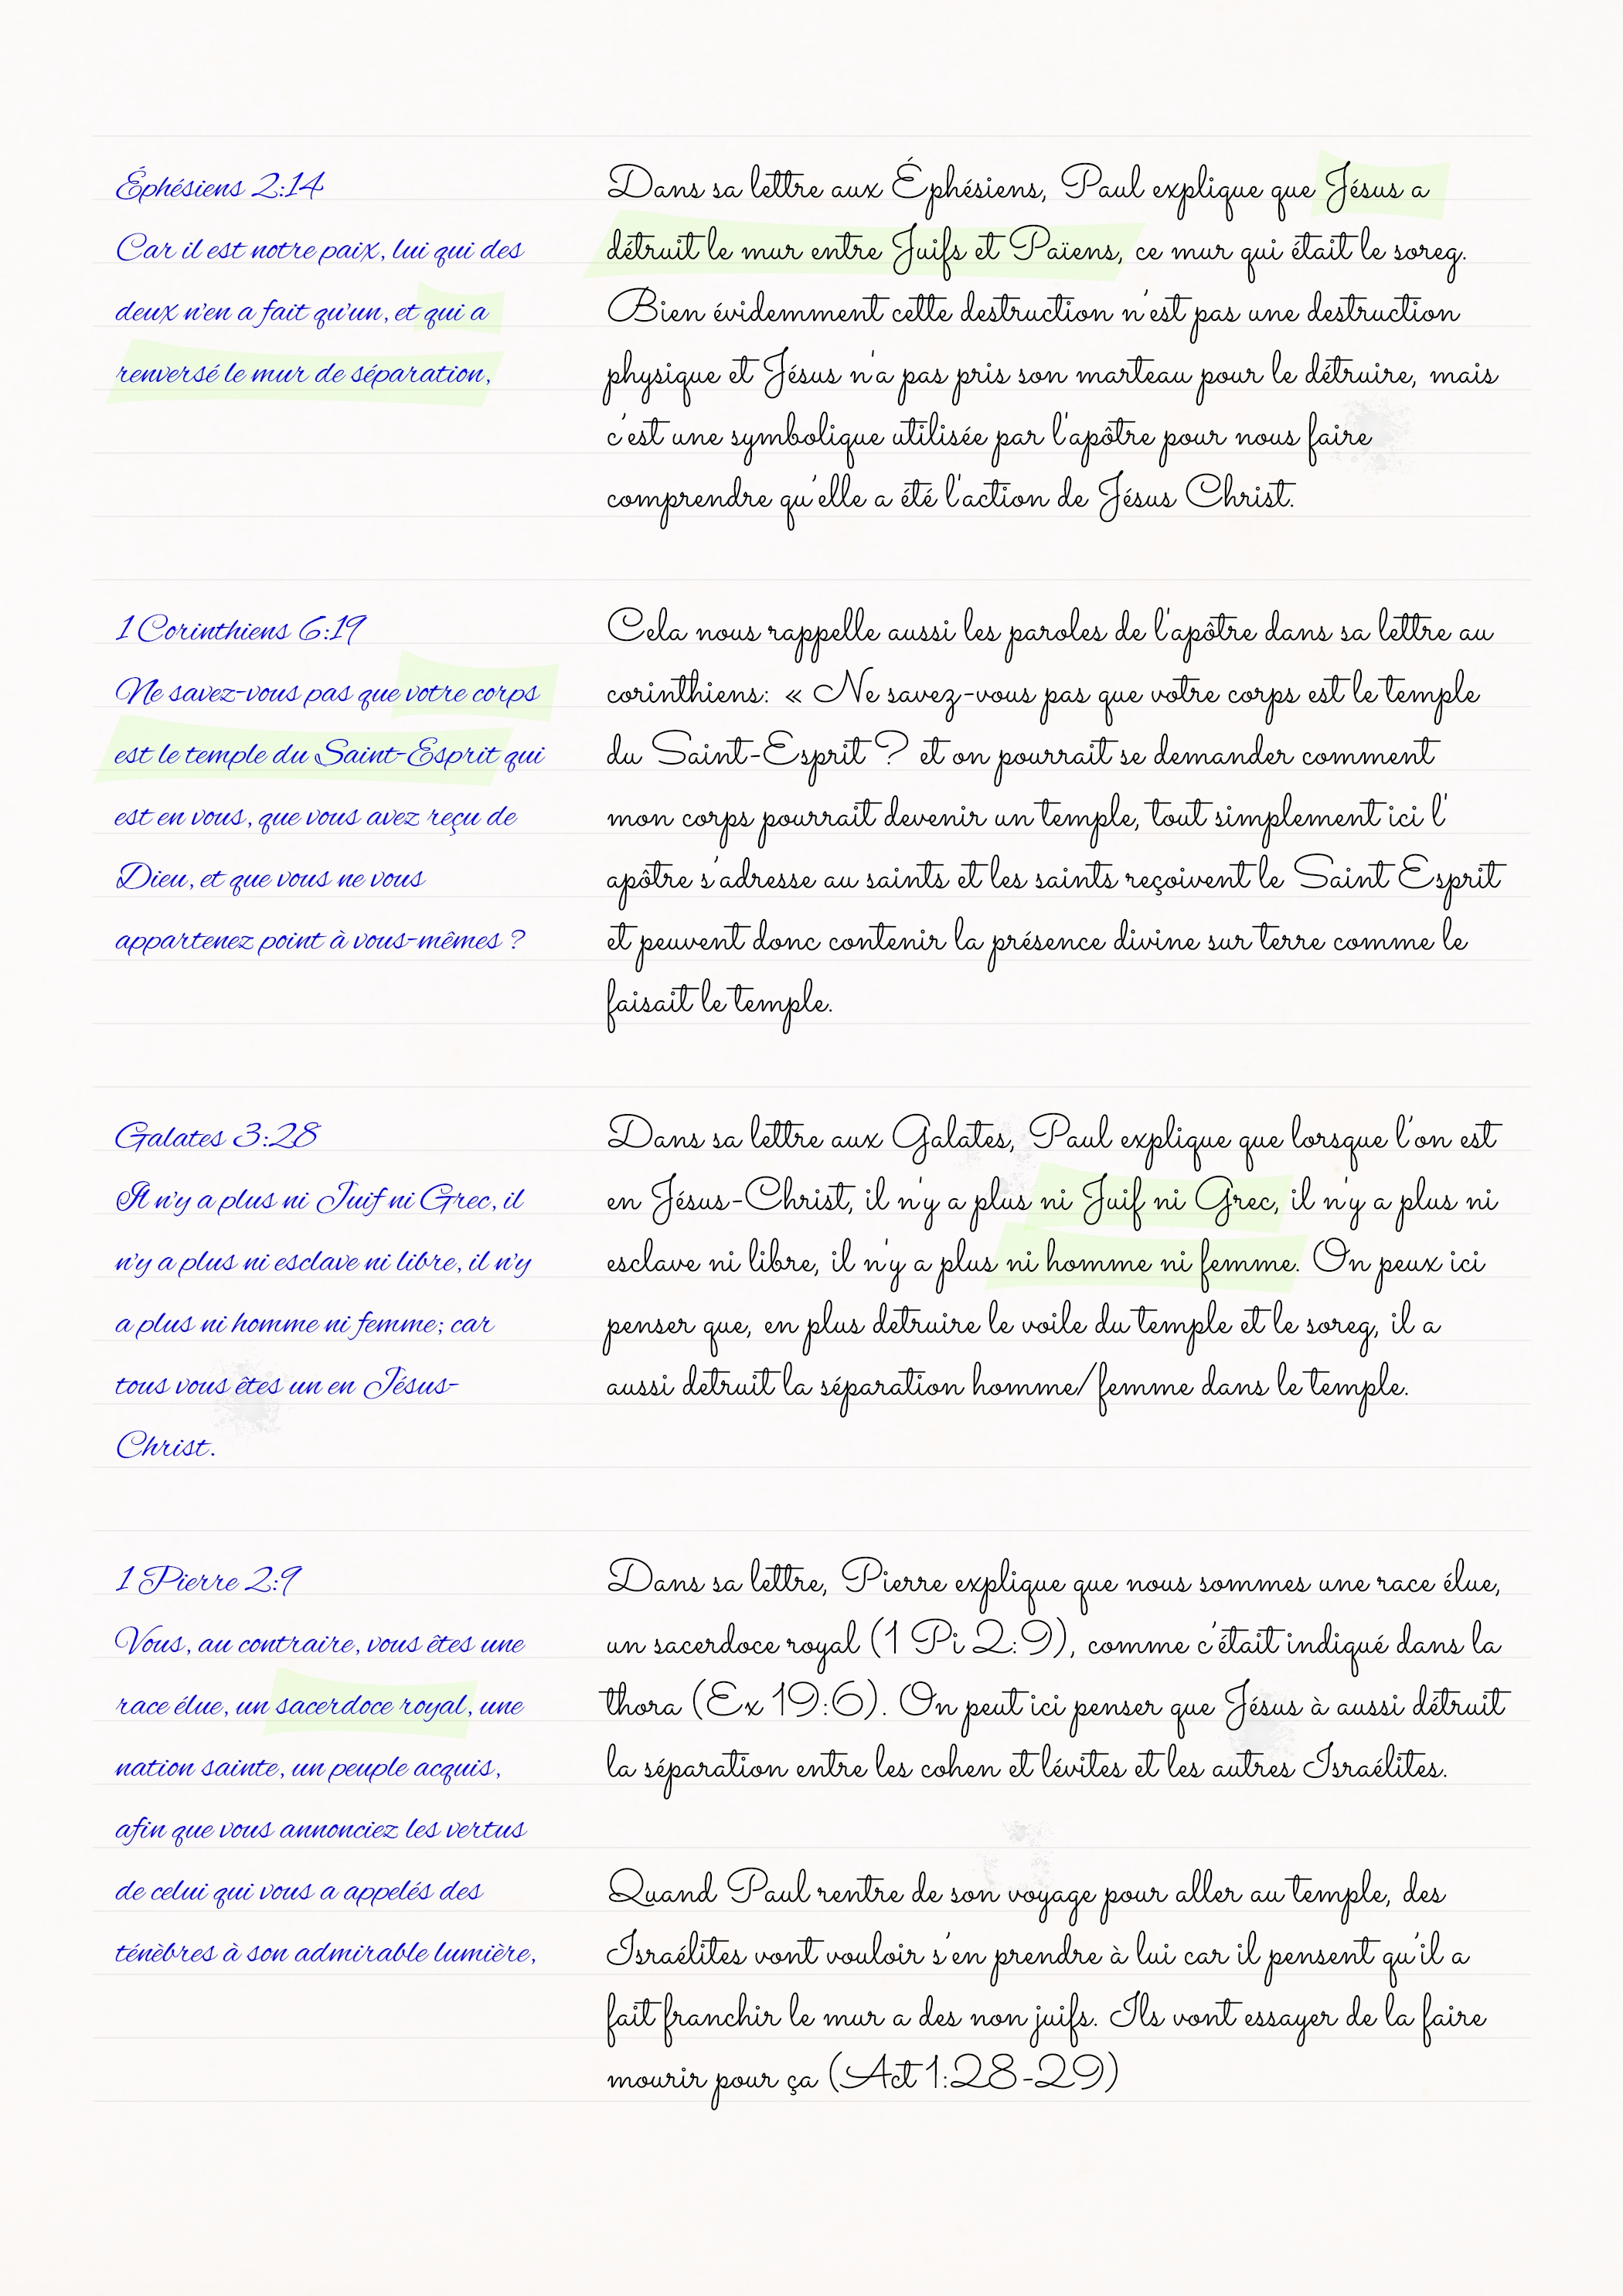 Éphésiens 2:14
Car il est notre paix, lui qui des
deux n'en a fait qu'un, et qui a
renversé le mur de séparation,
Dans sa lettre aux Éphésiens, Paul explique que Jésus a
détruit le mur entre Juifs et Païens, ce mur qui était le soreg.
Bien évidemment cette destruction n'est pas une destruction
physique et Jésus n'a pas pris son marteau pour le détruire, mais
c'est une symbolique utilisée par l'apôtre pour nous faire
comprendre qu'elle a été l'action de Jésus Christ.
1 Corinthiens 6:19
Ne savez-vous pas que votre corps
est le temple du Saint-Esprit qui
est en vous, que vous avez reçu de
Dieu, et que vous ne vous
appartenez point à vous-mêmes ?
Cela nous rappelle aussi les paroles de l'apôtre dans sa lettre au
corinthiens: « Ne savez-vous pas que votre corps est le temple
du Saint-Esprit ? et on pourrait se demander comment
mon corps pourrait devenir un temple, tout simplement ici l'
apôtre s'adresse au saints et les saints reçoivent le Saint Esprit
et peuvent donc contenir la présence divine sur terre comme le
faisait le temple.
Galates 3:28
Il n'y a plus ni Juif ni Grec, il
n'y a plus ni esclave ni libre, il n'y
a plus ni homme ni femme; car
tous vous êtes un en Jésus-
Christ.
Dans sa lettre aux Galates, Paul explique que lorsque l'on est
en Jésus-Christ, il n'y a plus ni Juif ni Grec, il n'y a plus ni
esclave ni libre, il n'y a plus ni homme ni femme. On peux ici
penser que, en plus detruire le voile du temple et le soreg, il a
aussi detruit la séparation homme/femme dans le temple.
1 Pierre 2:9
Vous, au contraire, vous êtes une
race élue, un sacerdoce royal, une
nation sainte, un peuple acquis,
afin que vous annonciez les vertus
de celui qui vous a appelés des
ténèbres à son admirable lumière,
Dans sa lettre, Pierre explique que nous sommes une race élue,
un sacerdoce royal (1 Pi 2:9), comme c'était indiqué dans la
thora (Ex 19:6). On peut ici penser que Jésus à aussi détruit
la séparation entre les cohen et lévites et les autres Israélites.
Quand Paul rentre de son voyage pour aller au temple, des
Israélites vont vouloir s'en prendre à lui car il pensent qu'il a
fait franchir le mur a des non juifs. Ils vont essayer de la faire
mourir pour ça (Act 1:28-29)